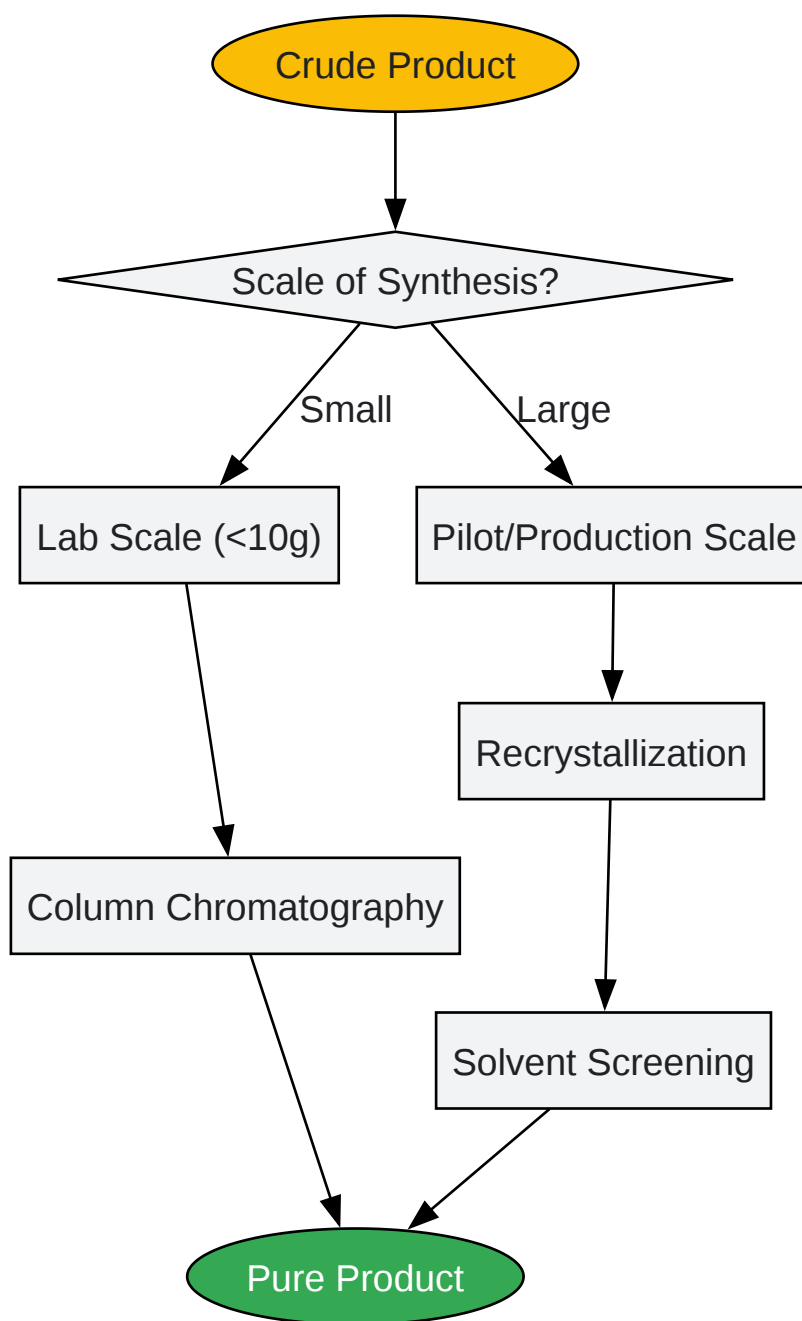 Crude Product
Scale of Synthesis?
Small
Large
Lab Scale (<10g)
Pilot/Production Scale
Recrystallization
Column Chromatography
Solvent Screening
Pure Product